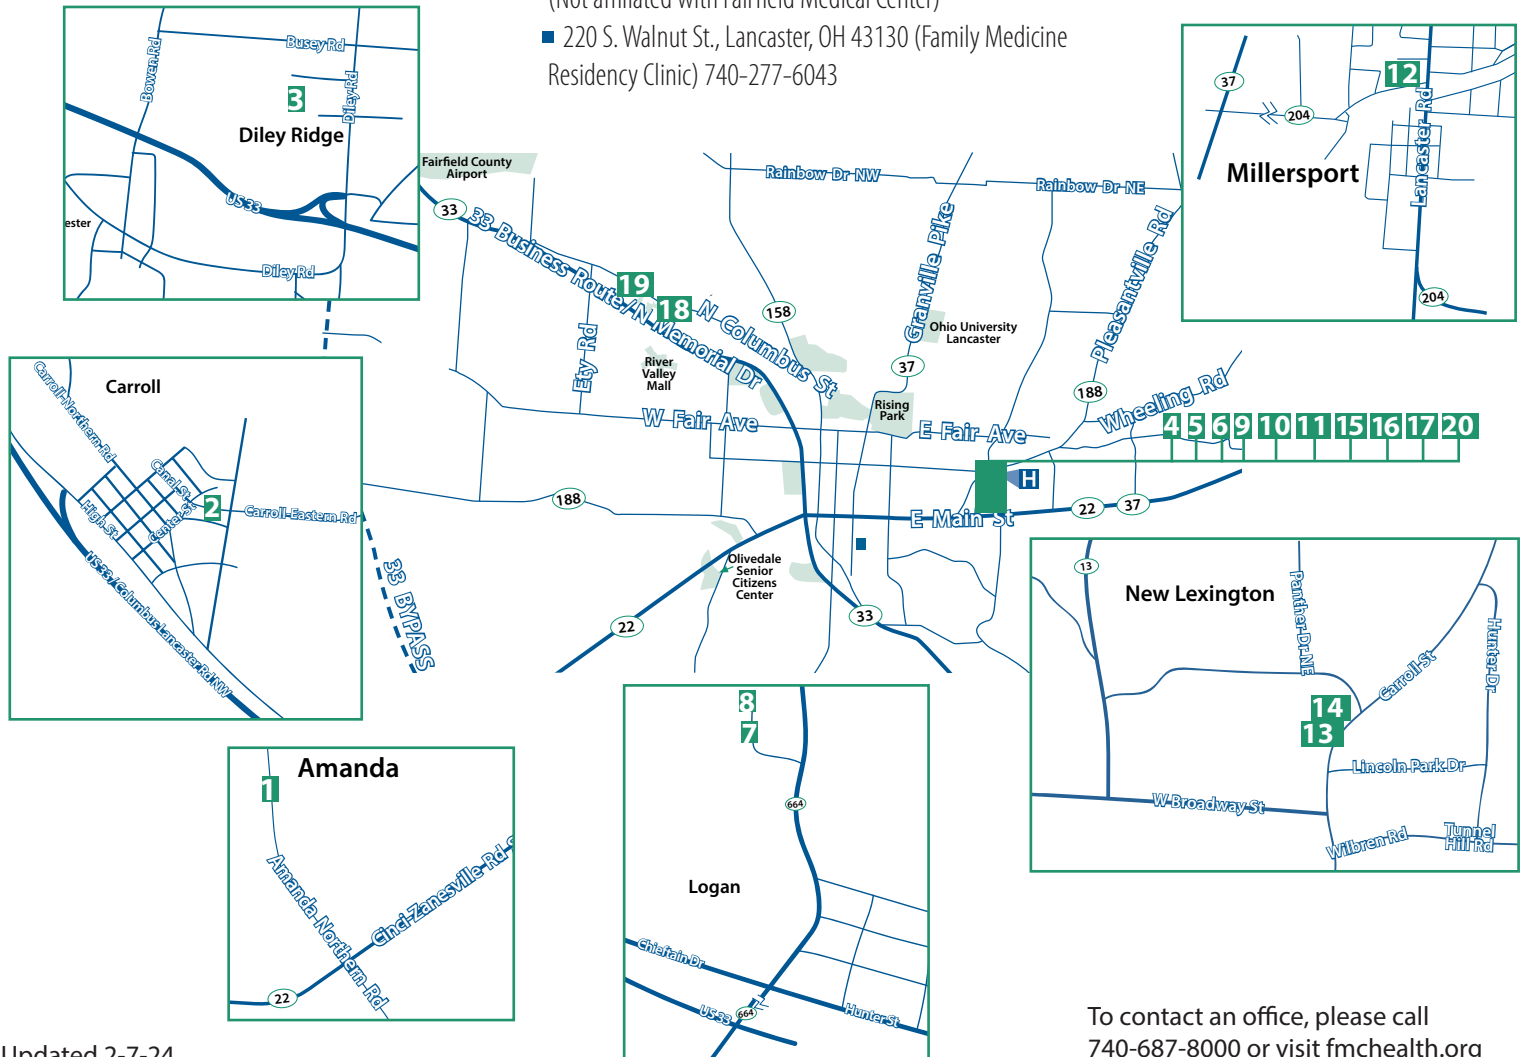 (Not affiliated with Fairfield Medical Center)
220 S. Walnut St., Lancaster, OH 43130 (Family Medicine
Residency Clinic) 740-277-6043
Busey Rd
Bowen Rd
Diley Rd
3
Diley Ridge
US 33
ester
Diley Rd
Fairfield County
Airport
33
33 Business Route/N Memorial Dr
19
18
N Columbus St
Rainbow Dr NW
Rainbow Dr NE
158
Granville Pike
Pleasantville Rd
Ohio University
Lancaster
37
188
Ety Rd
River
Valley
Mall
W Fair Ave
Rising
Park
E Fair Ave
Wheeling Rd
4 5 6 9 10 11 15 16 17 20
H
188
E Main St
22
37
Olivedale
Senior
Citizens
Center
22
33
33 BYPASS
12
37
204
Millersport
Lancaster Rd
204
Carroll
Carroll-Northern-Rd
Canal St
Center St
High St
2
Carroll-Eastern-Rd
US 33/Columbus Lancaster Rd NW
13
New Lexington
Panther Dr NE
Hunter Dr
Carroll-St
14
13
Lincoln Park Dr
W Broadway St
Wilbren Rd
Tunnel
Hill Rd
Amanda
1
Amanda-Northern-Rd
Cinci-Zanesville-Rd-S
22
8
7
664
Logan
Chieftain Dr
US 33
664
Hunter St
To contact an office, please call
740-687-8000 or visit fmchealth.org
Updated 2-7-24